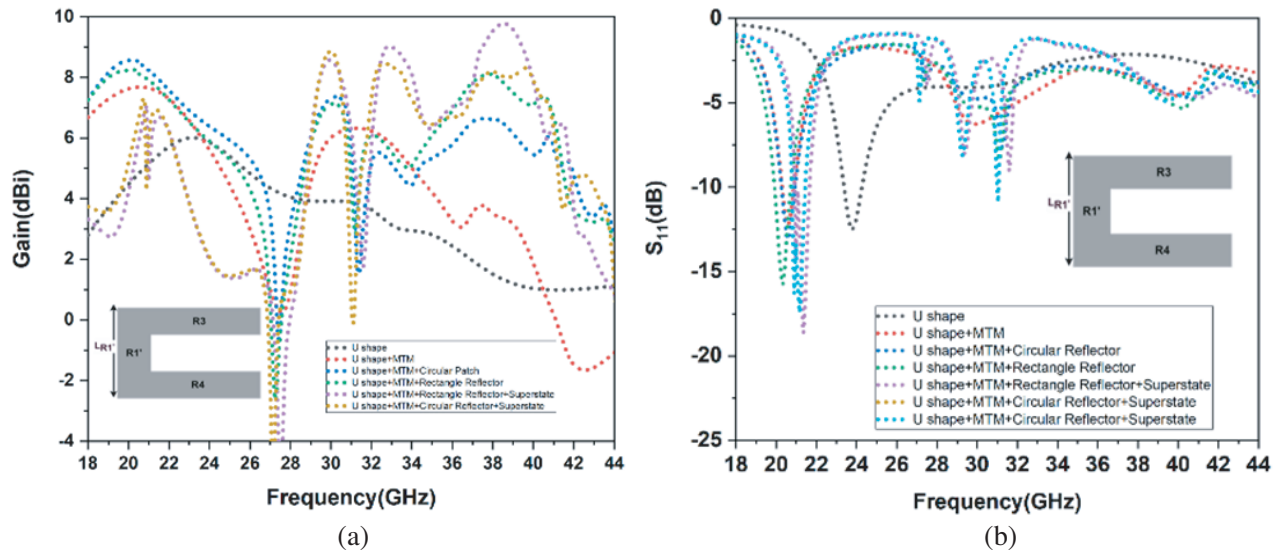 10
8
6
4
2
0
-2
-4
Gain(dBi)
18 20 22 24 26 28 30 32 34 36 38 40 42 44
Frequency(GHz)
R3
LR1'
R1'
R4
U shape
U shape+MTM
U shape+MTM+Circular Patch
U shape+MTM+Rectangle Reflector
U shape+MTM+Rectangle Reflector+Superstate
U shape+MTM+Circular Reflector+Superstate
(a)
0
-5
-10
-15
-20
-25
S11(dB)
18 20 22 24 26 28 30 32 34 36 38 40 42 44
Frequency(GHz)
R3
LR1'
R1'
R4
U shape
U shape+MTM
U shape+MTM+Circular Reflector
U shape+MTM+Rectangle Reflector
U shape+MTM+Rectangle Reflector+Superstate
U shape+MTM+Circular Reflector+Superstate
U shape+MTM+Circular Reflector+Superstate
(b)